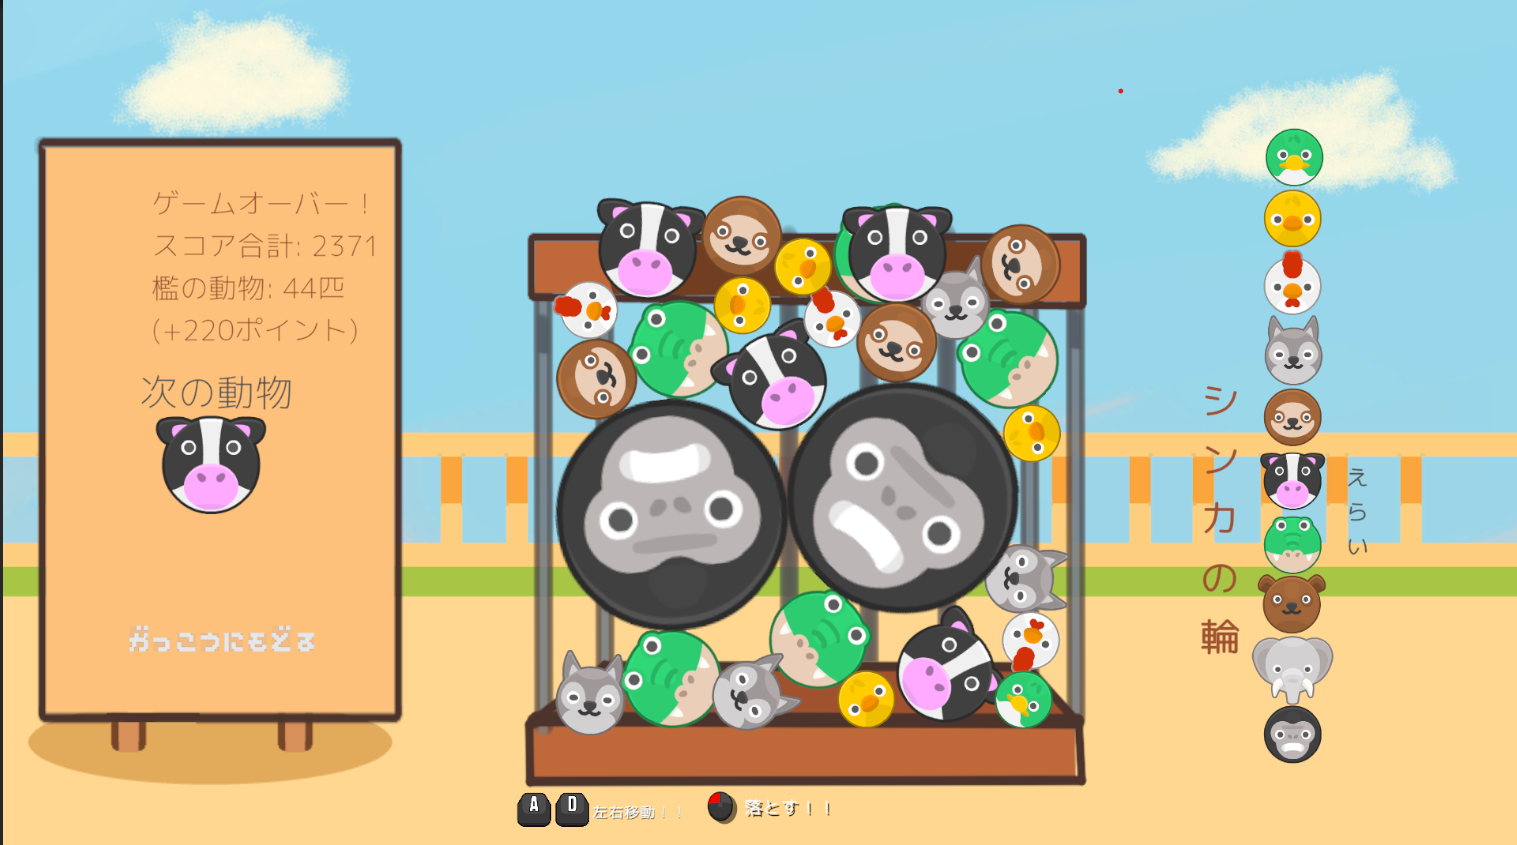 ゲームオーバー！
スコア合計: 2371
檻の動物: 44匹
(+220ポイント)
次の動物
がっこうにもどる
シンカの輪
えらい
A D 左右移動！！ 落とす！！